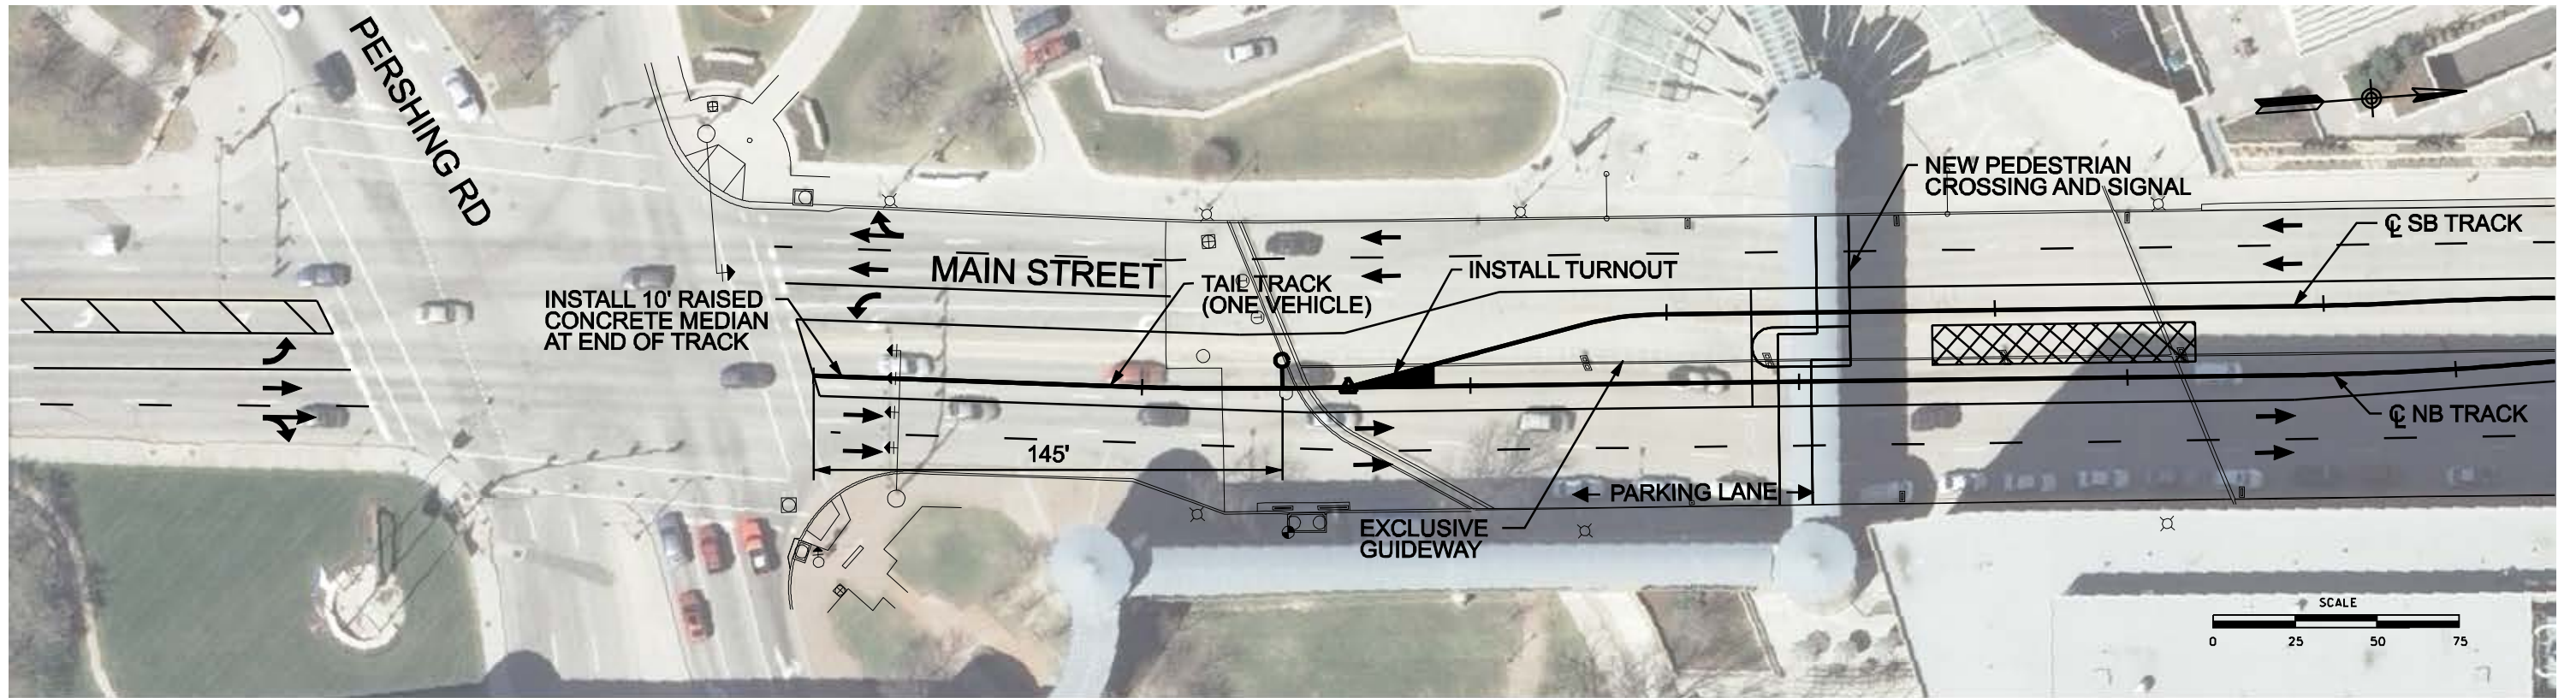 PERSHING RD
NEW PEDESTRIAN
CROSSING AND SIGNAL
℄ SB TRACK
MAIN STREET
INSTALL TURNOUT
TAIL TRACK
(ONE VEHICLE)
INSTALL 10' RAISED
CONCRETE MEDIAN
AT END OF TRACK
℄ NB TRACK
145'
PARKING LANE
EXCLUSIVE
GUIDEWAY
SCALE
0 25 50 75